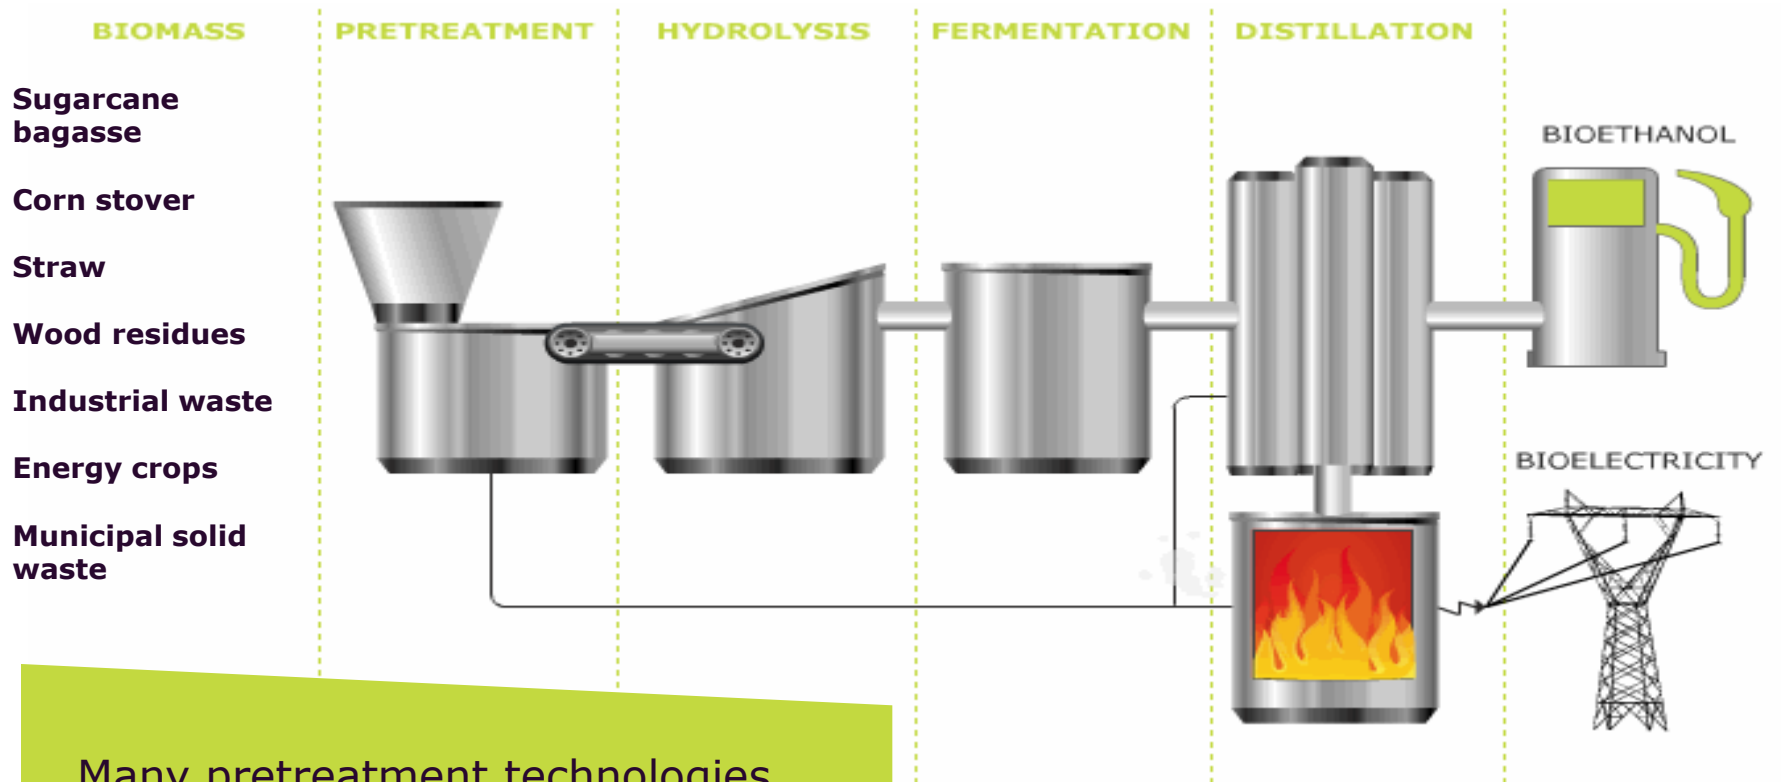 BIOMASS
PRETREATMENT
HYDROLYSIS
FERMENTATION
DISTILLATION
Sugarcane
bagasse
Corn stover
Straw
Wood residues
Industrial waste
Energy crops
Municipal solid
waste
BIOETHANOL
BIOELECTRICITY
Many pretreatment technologies